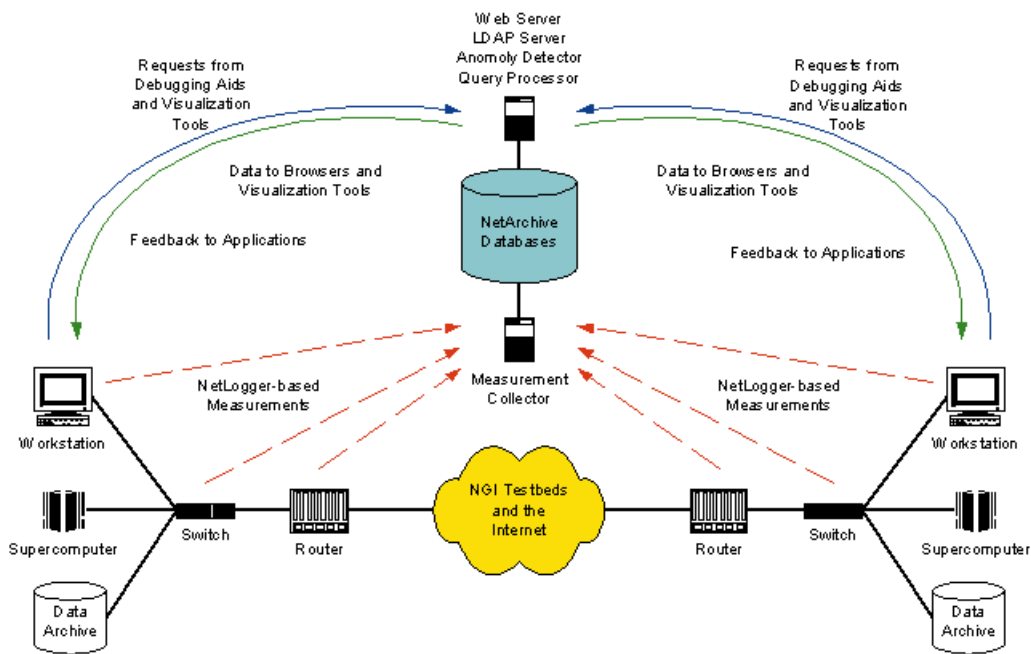 Web Server
LDAP Server
Anomoly Detector
Query Processor
Requests from
Debugging Aids
and Visualization
Tools
Requests from
Debugging Aids
and Visualization
Tools
Data to Browsers and
Visualization Tools
Data to Browsers and
Visualization Tools
NetArchive
Databases
Feedback to Applications
Feedback to Applications
NetLogger-based
Measurements
Measurement
Collector
NetLogger-based
Measurements
Workstation
Workstation
NGI Testbeds
and the
Internet
Supercomputer
Switch
Router
Router
Switch
Supercomputer
Data
Archive
Data
Archive